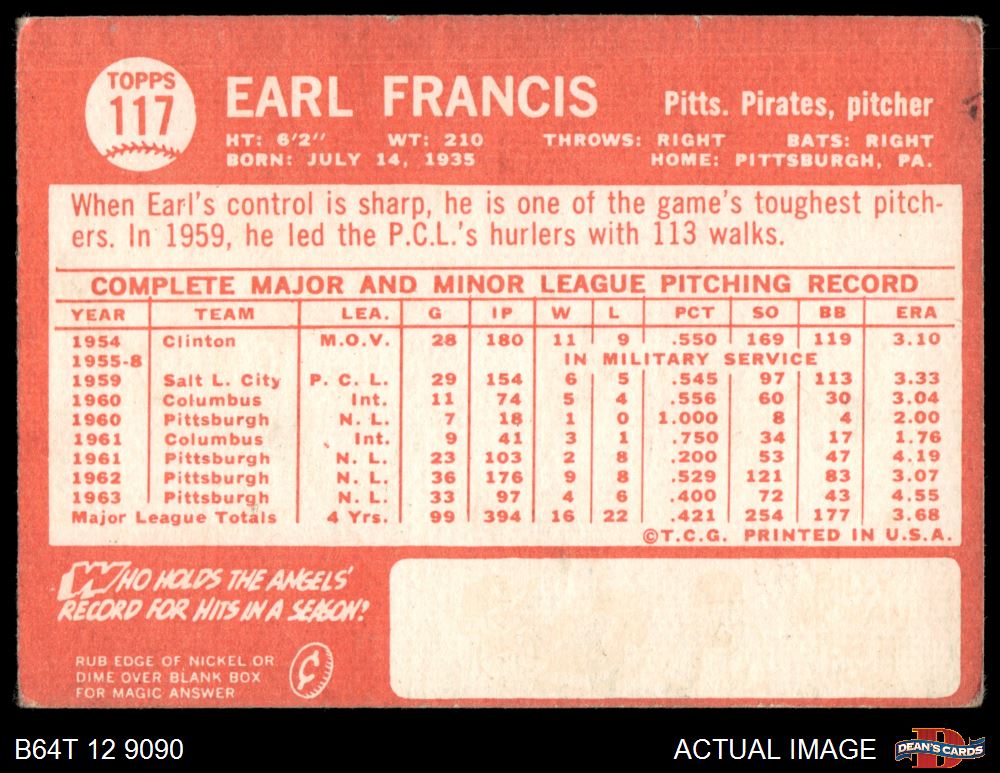 TOPPS
117
EARL FRANCIS
Pitts. Pirates, pitcher
HT: 6'2" WT: 210 THROWS: RIGHT BATS: RIGHT
BORN: JULY 14, 1935 HOME: PITTSBURGH, PA.
When Earl's control is sharp, he is one of the game's toughest pitch-
ers. In 1959, he led the P.C.L.'s hurlers with 113 walks.
COMPLETE MAJOR AND MINOR LEAGUE PITCHING RECORD
YEAR TEAM LEA. G IP W L PCT SO BB ERA
1954 Clinton M.O.V. 28 180 11 9 .550 169 119 3.10
1955-8 IN MILITARY SERVICE
1959 Salt L. City P. C. L. 29 154 6 5 .545 97 113 3.33
1960 Columbus Int. 11 74 5 4 .556 60 30 3.04
1960 Pittsburgh N. L. 7 18 1 0 1.000 8 4 2.00
1961 Columbus Int. 9 41 3 1 .750 34 17 1.76
1961 Pittsburgh N. L. 23 103 2 8 .200 53 47 4.19
1962 Pittsburgh N. L. 36 176 9 8 .529 121 83 3.07
1963 Pittsburgh N. L. 33 97 4 6 .400 72 43 4.55
Major League Totals 4 Yrs. 99 394 16 22 .421 254 177 3.68
©T.C.G. PRINTED IN U.S.A.
WHO HOLDS THE ANGELS'
RECORD FOR HITS IN A SEASON?
RUB EDGE OF NICKEL OR
DIME OVER BLANK BOX
FOR MAGIC ANSWER
B64T 12 9090
ACTUAL IMAGE
DEAN'S CARDS